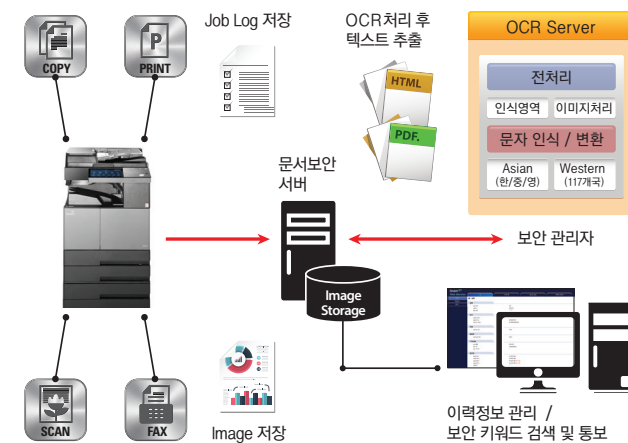 COPY
PRINT
Job Log 저장
OCR처리 후
텍스트 추출
HTML
PDF.
OCR Server
전처리
인식영역
이미지처리
문자 인식 / 변환
Asian
(한/중/영)
Western
(117개국)
문서보안
서버
보안 관리자
Image
Storage
SCAN
FAX
Image 저장
이력정보 관리 /
보안 키워드 검색 및 통보